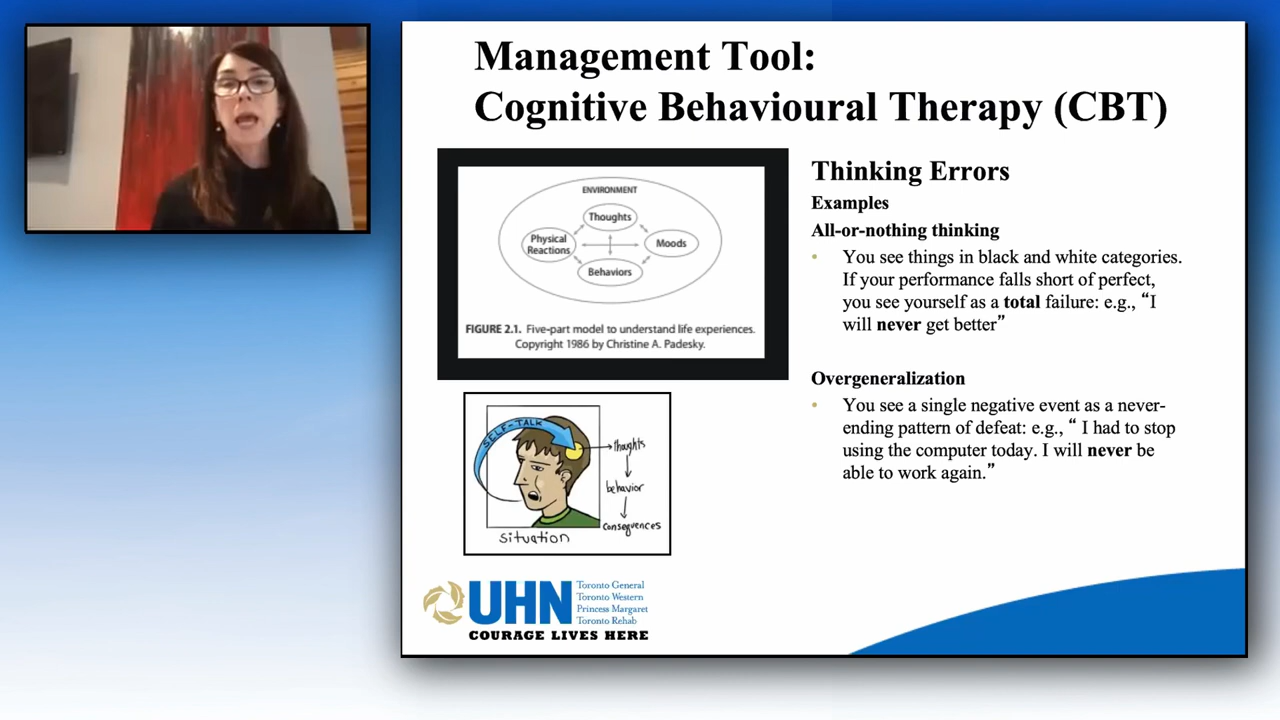 Management Tool:
Cognitive Behavioural Therapy (CBT)
ENVIRONMENT
Thoughts
Physical
Reactions
Moods
Behaviors
FIGURE 2.1. Five-part model to understand life experiences.
Copyright 1986 by Christine A. Padesky.
SELF-TALK
thoughts
behavior
consequences
situation
Thinking Errors
Examples
All-or-nothing thinking
• You see things in black and white categories.
If your performance falls short of perfect,
you see yourself as a total failure: e.g., “I
will never get better”
Overgeneralization
• You see a single negative event as a never-
ending pattern of defeat: e.g., “ I had to stop
using the computer today. I will never be
able to work again.”
UHN
Toronto General
Toronto Western
Princess Margaret
Toronto Rehab
COURAGE LIVES HERE